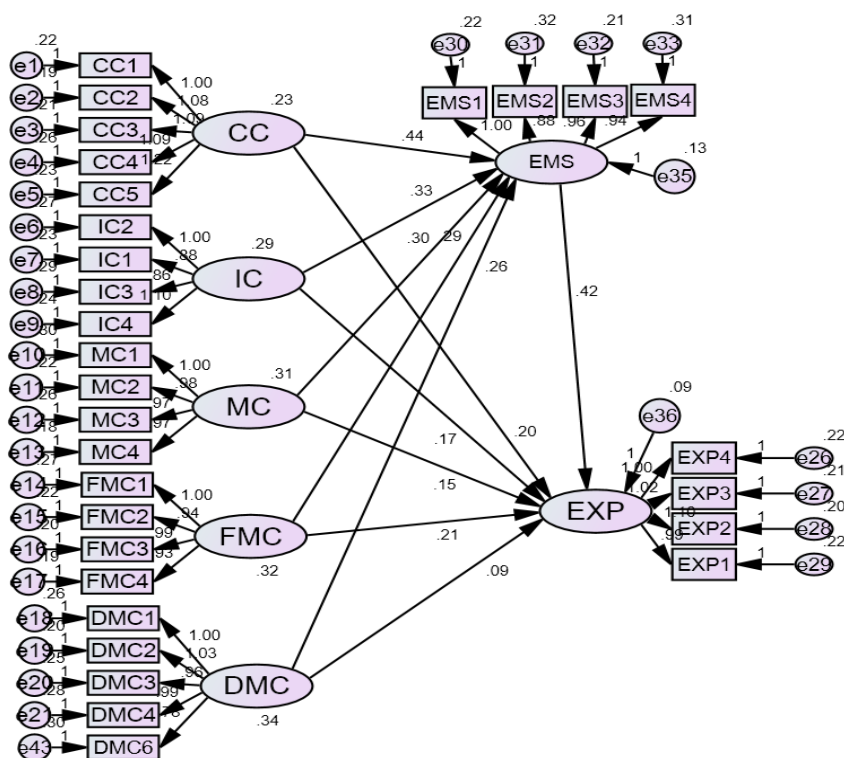 .22
e1 1 CC1
.19
e2 1 CC2
.21
e3 1 CC3
.26
e4 1 CC4
.23
e5 1 CC5
.27
e6 1 IC2
.23
e7 1 IC1
.29
e8 1 IC3
.24
e9 1 IC4
.30
e10 1 MC1
.22
e11 1 MC2
.26
e12 1 MC3
.18
e13 1 MC4
.27
e14 1 FMC1
.22
e15 1 FMC2
.20
e16 1 FMC3
.19
e17 1 FMC4
.26
e18 1 DMC1
.20
e19 1 DMC2
.25
e20 1 DMC3
.28
e21 1 DMC4
.30
e43 1 DMC6
1.00
1.08
1.09
1.09
CC
.23
1.00
.88
.86
1.10
IC
.29
1.00
.98
.97
.97
MC
.31
1.00
.94
.99
.93
FMC
.32
1.00
1.03
.96
.99
.78
DMC
.34
.44
.33
.30
.29
.26
.20
.17
.15
.21
.09
.42
.22 .32 .21 .31
e30 e31 e32 e33
1 1 1 1
EMS1 EMS2 EMS3 EMS4
1.00 .88 .96 .94
EMS
1 e35 .13
.09
e36
1
EXP
1.00
1.02
1.10
.99
EXP4 1 e26 .22
EXP3 1 e27 .21
EXP2 1 e28 .20
EXP1 1 e29 .22